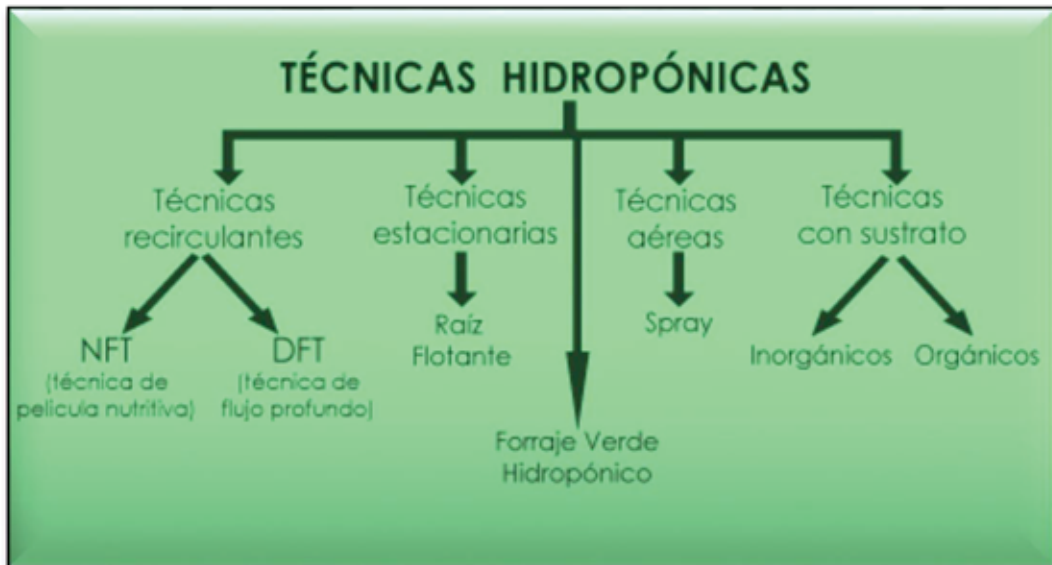 TÉCNICAS HIDROPÓNICAS
Técnicas
recirculantes
Técnicas
estacionarias
Técnicas
aéreas
Técnicas
con sustrato
NFT
(técnica de
pelicula nutritiva)
DFT
(técnica de
flujo profundo)
Raíz
Flotante
Spray
Inorgánicos
Orgánicos
Forraje Verde
Hidropónico